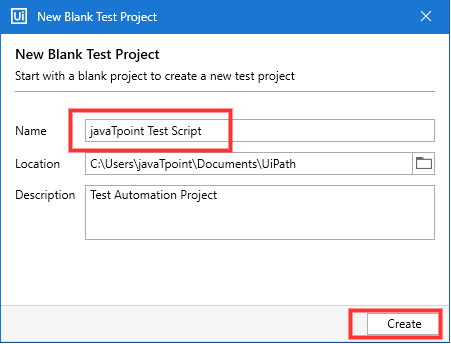 Ui New Blank Test Project
New Blank Test Project
Start with a blank project to create a new test project
Name javaTpoint Test Script
Location C:\Users\javaTpoint\Documents\UiPath
Description Test Automation Project
Create